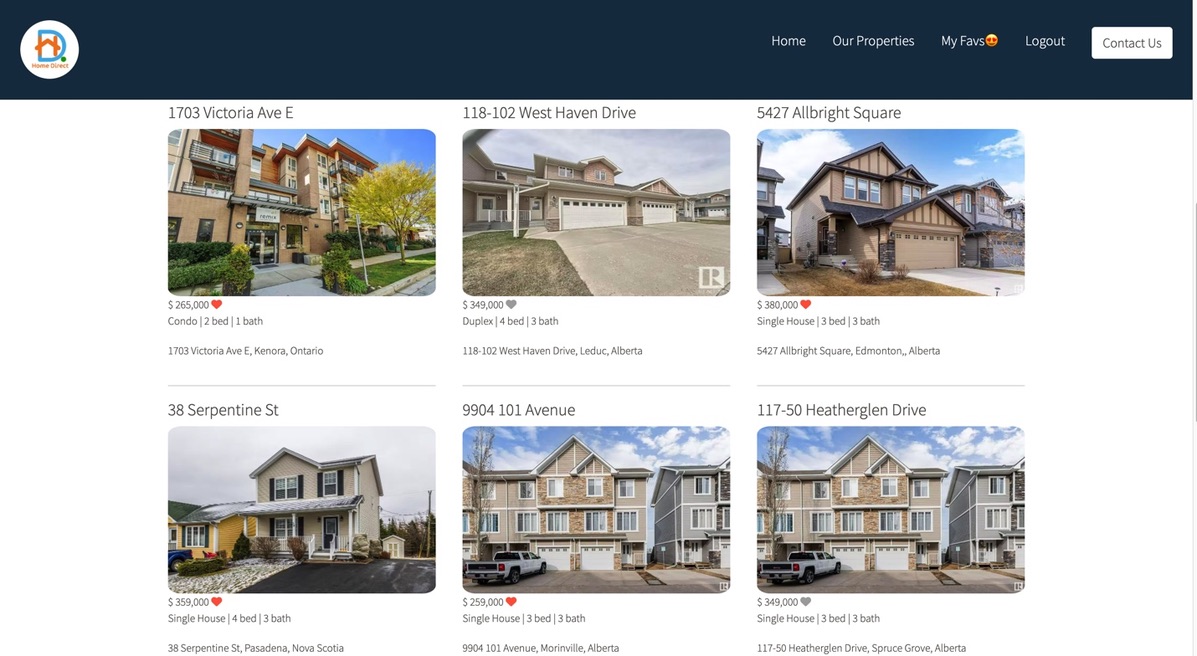 Home Direct
Home
Our Properties
My Favs😍
Logout
Contact Us
1703 Victoria Ave E
118-102 West Haven Drive
5427 Allbright Square
remix
R
$ 265,000
Condo | 2 bed | 1 bath
1703 Victoria Ave E, Kenora, Ontario
$ 349,000
Duplex | 4 bed | 3 bath
118-102 West Haven Drive, Leduc, Alberta
$ 380,000
Single House | 3 bed | 3 bath
5427 Allbright Square, Edmonton,, Alberta
38 Serpentine St
9904 101 Avenue
117-50 Heatherglen Drive
$ 359,000
Single House | 4 bed | 3 bath
38 Serpentine St, Pasadena, Nova Scotia
$ 259,000
Single House | 3 bed | 3 bath
9904 101 Avenue, Morinville, Alberta
$ 349,000
Single House | 3 bed | 3 bath
117-50 Heatherglen Drive, Spruce Grove, Alberta